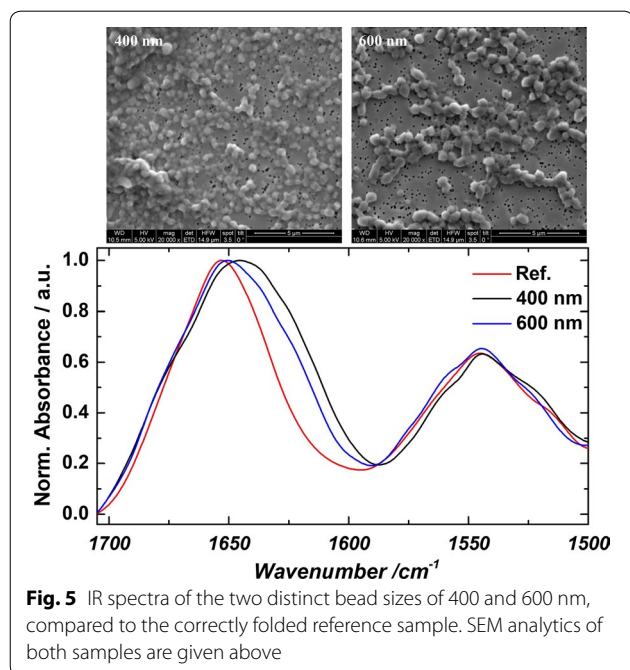 400 nm
600 nm
WD HV mag det HFW spot tilt
10.5 mm 5.00 kV 20 000 x ETD 14.9 µm 3.5 0 ° 5 µm
WD HV mag det HFW spot tilt
10.6 mm 5.00 kV 20 000 x ETD 14.9 µm 3.5 0 ° 5 µm
1.0
0.8
0.6
0.4
0.2
0.0
Norm. Absorbance / a.u.
Ref.
400 nm
600 nm
1700 1650 1600 1550 1500
Wavenumber /cm-1
Fig. 5 IR spectra of the two distinct bead sizes of 400 and 600 nm,
compared to the correctly folded reference sample. SEM analytics of
both samples are given above